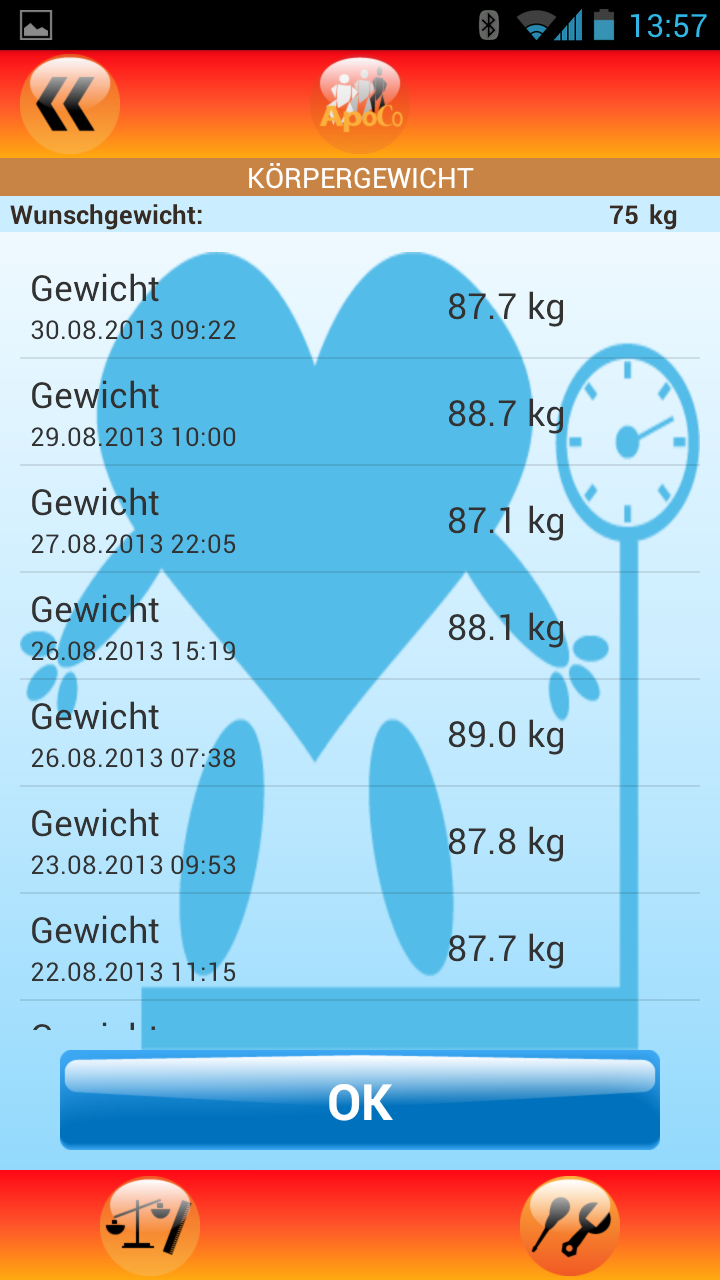 13:57
ApoCo
KÖRPERGEWICHT
Wunschgewicht: 75 kg
Gewicht
87.7 kg
30.08.2013 09:22
Gewicht
88.7 kg
29.08.2013 10:00
Gewicht
87.1 kg
27.08.2013 22:05
Gewicht
88.1 kg
26.08.2013 15:19
Gewicht
89.0 kg
26.08.2013 07:38
Gewicht
87.8 kg
23.08.2013 09:53
Gewicht
87.7 kg
22.08.2013 11:15
OK